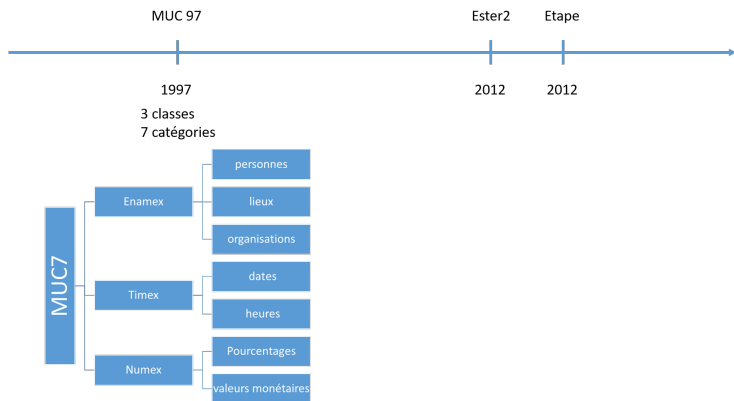 MUC 97
Ester2
Etape
1997
2012
2012
3 classes
7 catégories
MUC7
Enamex
personnes
lieux
organisations
Timex
dates
heures
Numex
Pourcentages
valeurs monétaires